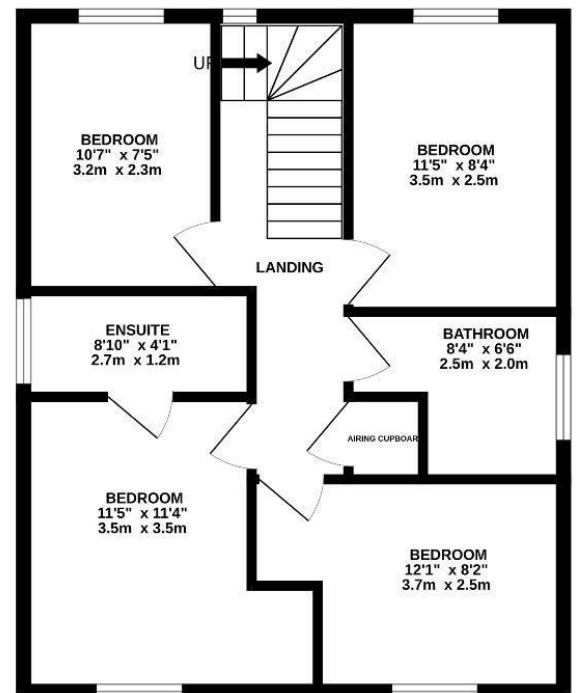 UP
BEDROOM
10'7" x 7'5"
3.2m x 2.3m
BEDROOM
11'5" x 8'4"
3.5m x 2.5m
LANDING
ENSUITE
8'10" x 4'1"
2.7m x 1.2m
BATHROOM
8'4" x 6'6"
2.5m x 2.0m
AIRING CUPBOAR
BEDROOM
11'5" x 11'4"
3.5m x 3.5m
BEDROOM
12'1" x 8'2"
3.7m x 2.5m